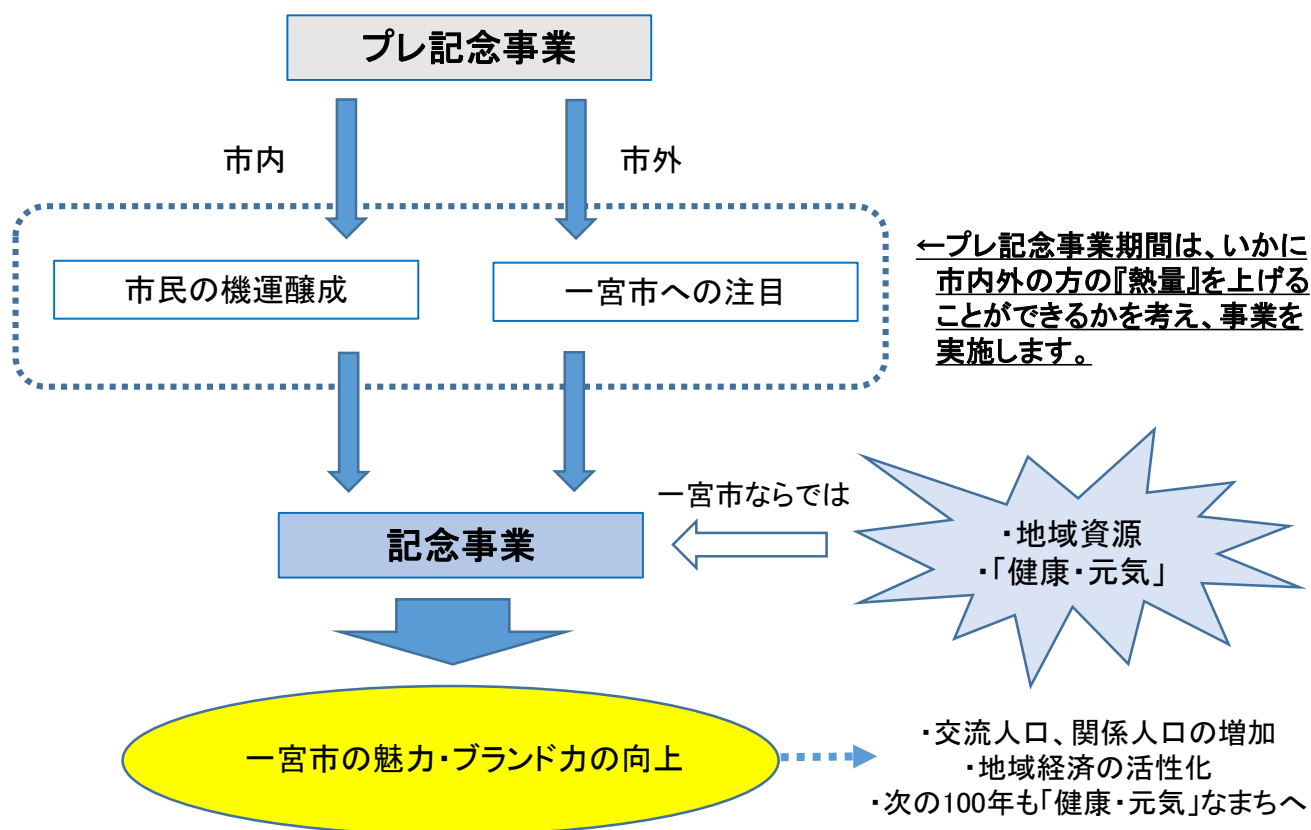 プレ記念事業
市内
市外
市民の機運醸成
一宮市への注目
←プレ記念事業期間は、いかに
市内外の方の『熱量』を上げる
ことができるかを考え、事業を
実施します。
一宮市ならでは
記念事業
・地域資源
・「健康・元気」
一宮市の魅力・ブランド力の向上
・交流人口、関係人口の増加
・地域経済の活性化
・次の100年も「健康・元気」なまちへ